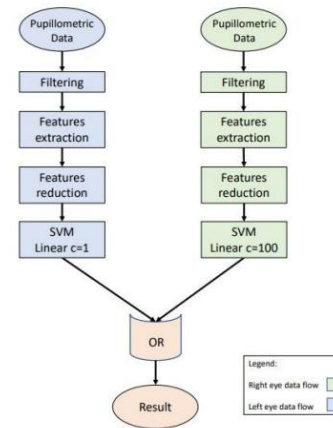 Pupillometric
Data
Filtering
Features
extraction
Features
reduction
SVM
Linear c=1
Pupillometric
Data
Filtering
Features
extraction
Features
reduction
SVM
Linear c=100
OR
Result
Legend:
Right eye data flow
Left eye data flow